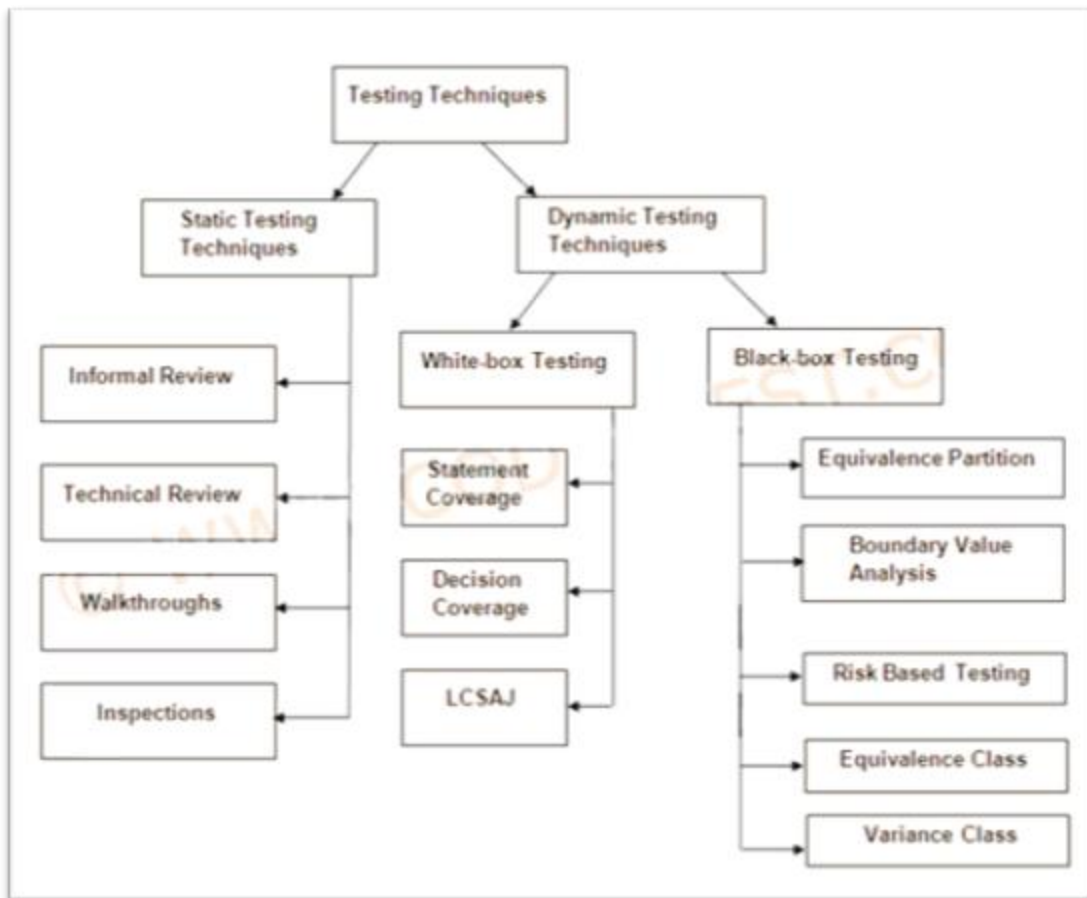 Testing Techniques
Static Testing
Techniques
Dynamic Testing
Techniques
Informal Review
Technical Review
Walkthroughs
Inspections
White-box Testing
Statement
Coverage
Decision
Coverage
LCSAJ
Black-box Testing
Equivalence Partition
Boundary Value
Analysis
Risk Based Testing
Equivalence Class
Variance Class